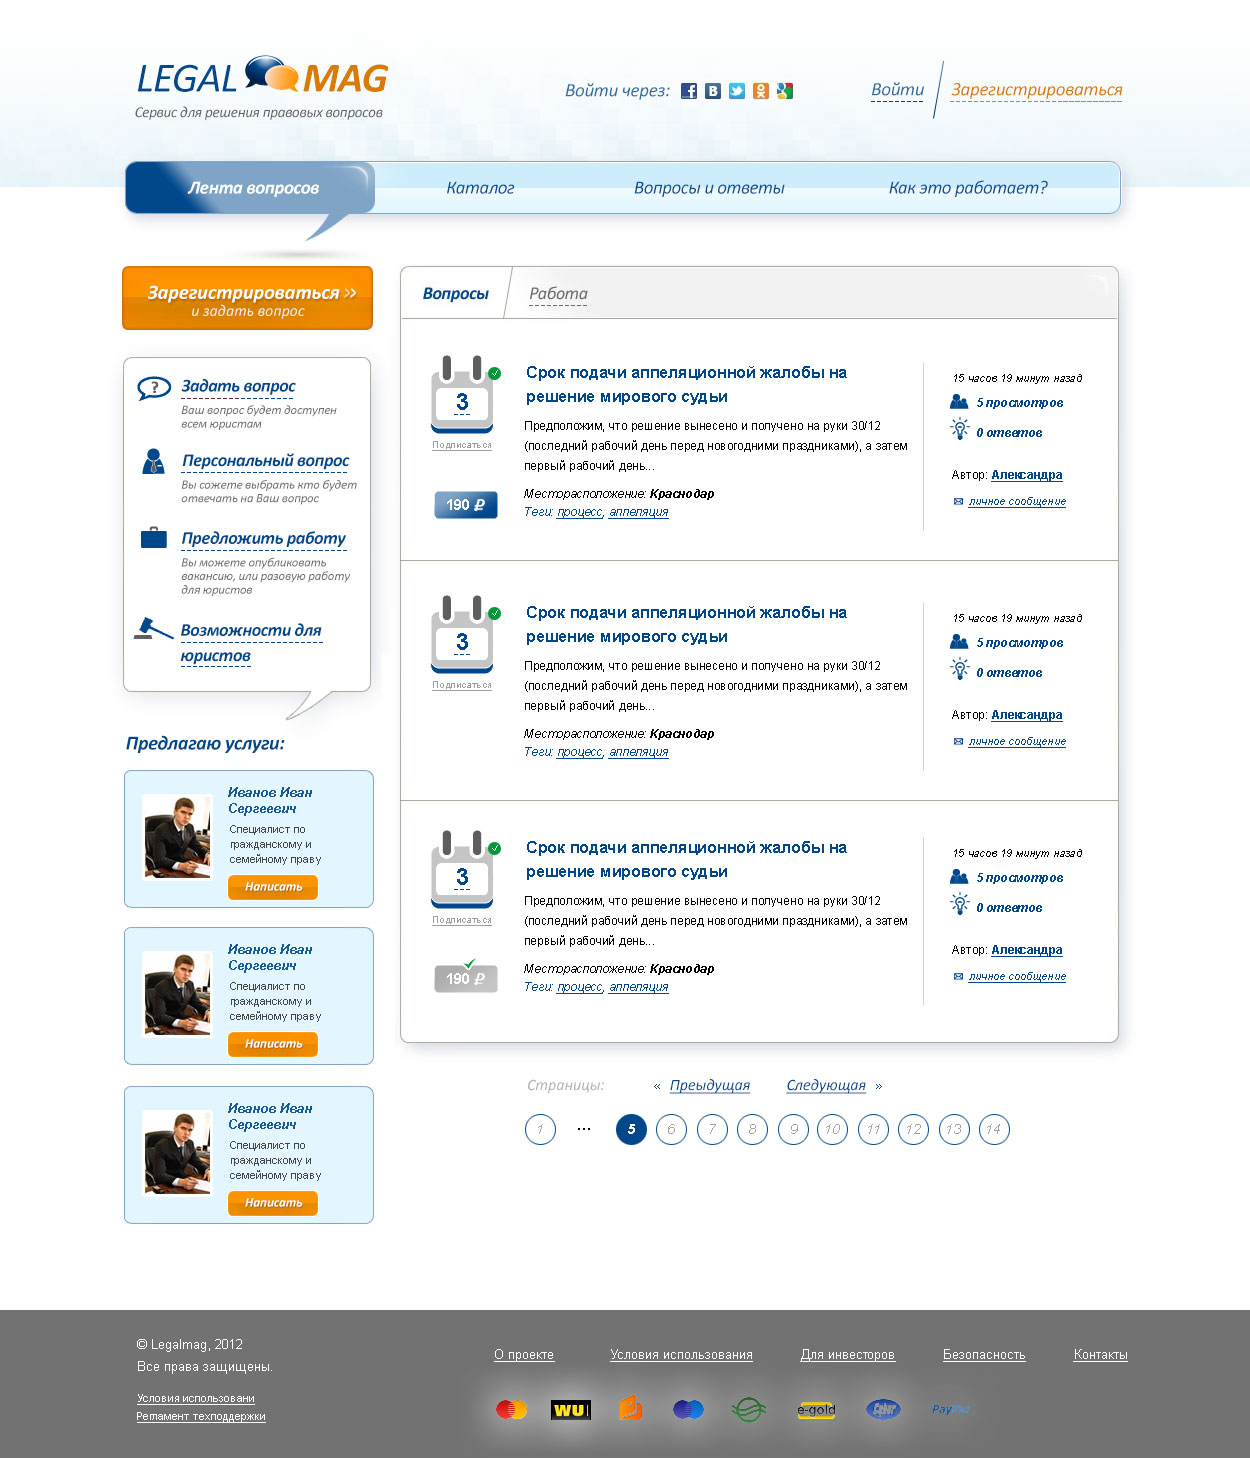 LEGAL MAG
Сервис для решения правовых вопросов
Войти через:
Войти
Зарегистрироваться
Лента вопросов
Каталог
Вопросы и ответы
Как это работает?
Зарегистрироваться »
и задать вопрос
Задать вопрос
Ваш вопрос будет доступен
всем юристам
Персональный вопрос
Вы сожете выбрать кто будет
отвечать на Ваш вопрос
Предложить работу
Вы можете опубликовать
вакансию, или разовую работу
для юристов
Возможности для
юристов
Предлагаю услуги:
Иванов Иван
Сергеевич
Специалист по
гражданскому и
семейному праву
Написать
Иванов Иван
Сергеевич
Специалист по
гражданскому и
семейному праву
Написать
Иванов Иван
Сергеевич
Специалист по
гражданскому и
семейному праву
Написать
Вопросы
Работа
3
Подписаться
190 ₽
Срок подачи аппеляционной жалобы на
решение мирового судьи
Предположим, что решение вынесено и получено на руки 30/12
(последний рабочий день перед новогодними праздниками), а затем
первый рабочий день...
Месторасположение: Краснодар
Теги: процесс, аппеляция
15 часов 19 минут назад
5 просмотров
0 ответов
Автор: Александра
личное сообщение
3
Подписаться
Срок подачи аппеляционной жалобы на
решение мирового судьи
Предположим, что решение вынесено и получено на руки 30/12
(последний рабочий день перед новогодними праздниками), а затем
первый рабочий день...
Месторасположение: Краснодар
Теги: процесс, аппеляция
15 часов 19 минут назад
5 просмотров
0 ответов
Автор: Александра
личное сообщение
3
Подписаться
190 ₽
Срок подачи аппеляционной жалобы на
решение мирового судьи
Предположим, что решение вынесено и получено на руки 30/12
(последний рабочий день перед новогодними праздниками), а затем
первый рабочий день...
Месторасположение: Краснодар
Теги: процесс, аппеляция
15 часов 19 минут назад
5 просмотров
0 ответов
Автор: Александра
личное сообщение
Страницы:
« Предыдущая
Следующая »
1 ... 5 6 7 8 9 10 11 12 13 14
© Legalmag, 2012
Все права защищены.
Условия использовани
Регламент техподдержки
О проекте
Условия использования
Для инвесторов
Безопасность
Контакты
WU
e-gold
Cyber
PayPal